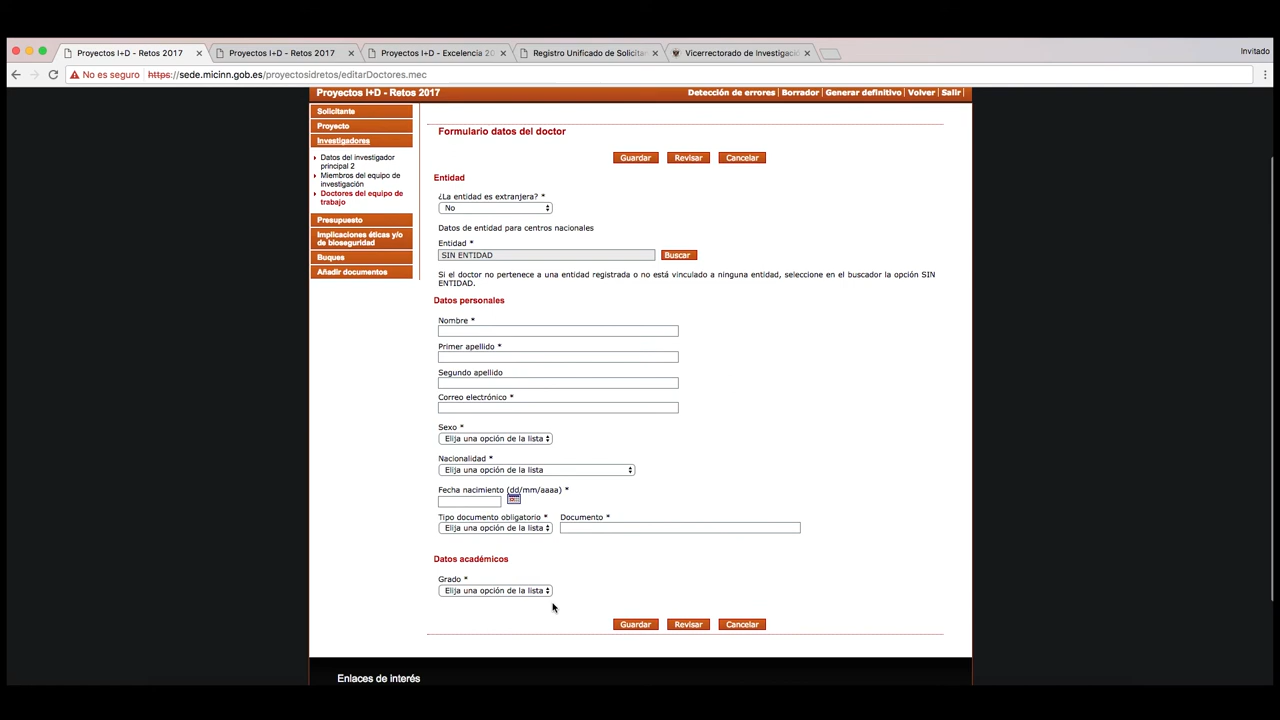 Proyectos I+D - Retos 2017
Proyectos I+D - Retos 2017
Proyectos I+D - Excelencia 20
Registro Unificado de Solicitan
Vicerrectorado de Investigació
Invitado
No es seguro
https://sede.micinn.gob.es/proyectosidretos/editarDoctores.mec
Proyectos I+D - Retos 2017
Detección de errores | Borrador | Generar definitivo | Volver | Salir |
Solicitante
Proyecto
Investigadores
Datos del investigador
principal 2
Miembros del equipo de
investigación
Doctores del equipo de
trabajo
Presupuesto
Implicaciones éticas y/o
de bioseguridad
Buques
Añadir documentos
Formulario datos del doctor
Guardar Revisar Cancelar
Entidad
¿La entidad es extranjera? *
No
Datos de entidad para centros nacionales
Entidad *
SIN ENTIDAD Buscar
Si el doctor no pertenece a una entidad registrada o no está vinculado a ninguna entidad, seleccione en el buscador la opción SIN
ENTIDAD.
Datos personales
Nombre *
Primer apellido *
Segundo apellido
Correo electrónico *
Sexo *
Elija una opción de la lista
Nacionalidad *
Elija una opción de la lista
Fecha nacimiento (dd/mm/aaaa) *
Tipo documento obligatorio * Documento *
Elija una opción de la lista
Datos académicos
Grado *
Elija una opción de la lista
Guardar Revisar Cancelar
Enlaces de interés